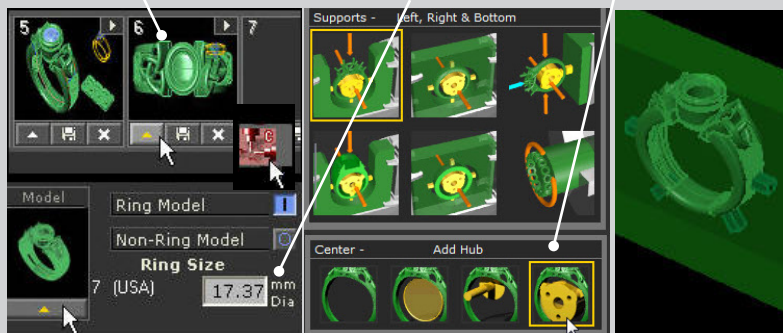 5
6
7
C
Model
Ring Model
Non-Ring Model
Ring Size
7 (USA) 17.37 mm
Dia
Supports - Left, Right & Bottom
Center - Add Hub